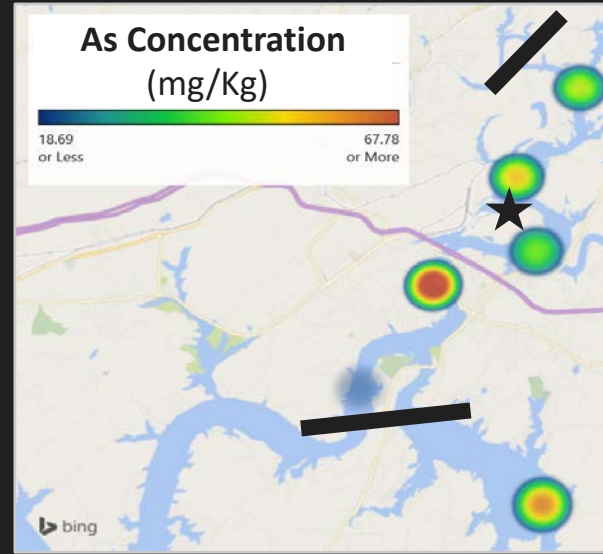 As Concentration
(mg/Kg)
18.69
or Less
67.78
or More
bing